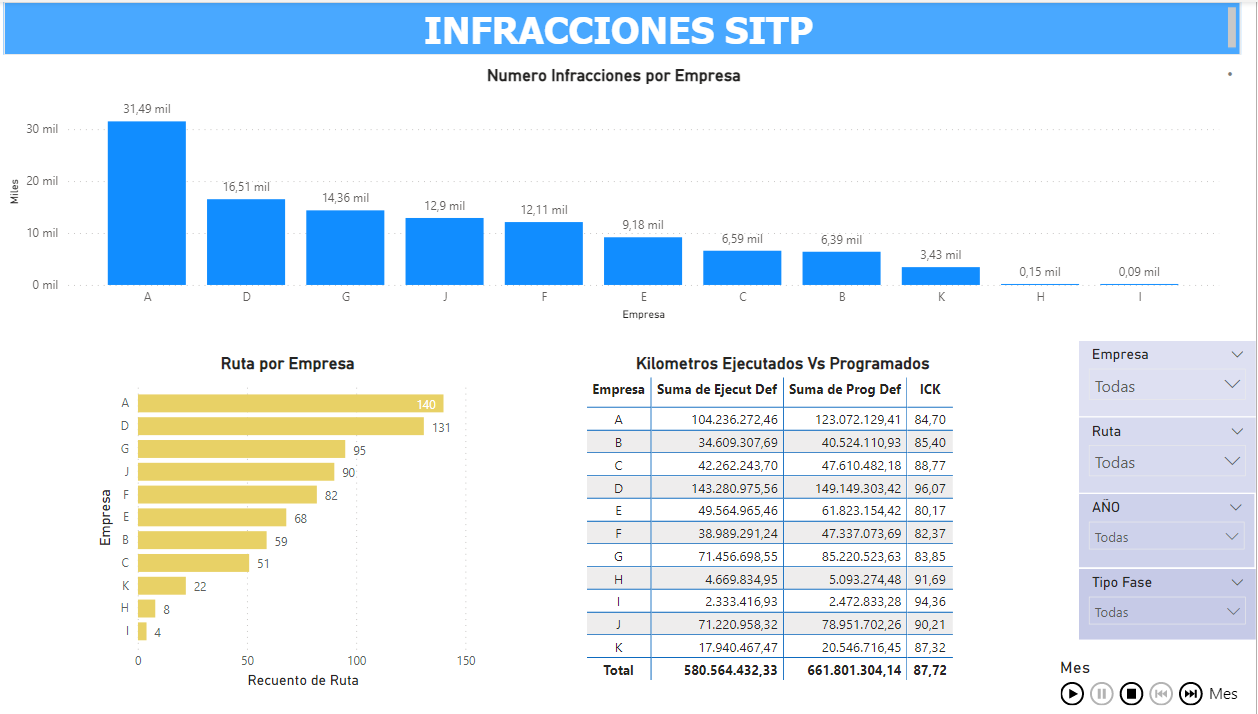 INFRACCIONES SITP
Numero Infracciones por Empresa
Miles
30 mil
20 mil
10 mil
0 mil
31,49 mil
16,51 mil
14,36 mil
12,9 mil
12,11 mil
9,18 mil
6,59 mil
6,39 mil
3,43 mil
0,15 mil
0,09 mil
A D G J F E C B K H I
Empresa
Ruta por Empresa
Empresa
A 140
D 131
G 95
J 90
F 82
E 68
B 59
C 51
K 22
H 8
I 4
0 50 100 150
Recuento de Ruta
Kilometros Ejecutados Vs Programados
Empresa Suma de Ejecut Def Suma de Prog Def ICK
A 104.236.272,46 123.072.129,41 84,70
B 34.609.307,69 40.524.110,93 85,40
C 42.262.243,70 47.610.482,18 88,77
D 143.280.975,56 149.149.303,42 96,07
E 49.564.965,46 61.823.154,42 80,17
F 38.989.291,24 47.337.073,69 82,37
G 71.456.698,55 85.220.523,63 83,85
H 4.669.834,95 5.093.274,48 91,69
I 2.333.416,93 2.472.833,28 94,36
J 71.220.958,32 78.951.702,26 90,21
K 17.940.467,47 20.546.716,45 87,32
Total 580.564.432,33 661.801.304,14 87,72
Empresa
Todas
Ruta
Todas
AÑO
Todas
Tipo Fase
Todas
Mes
Mes